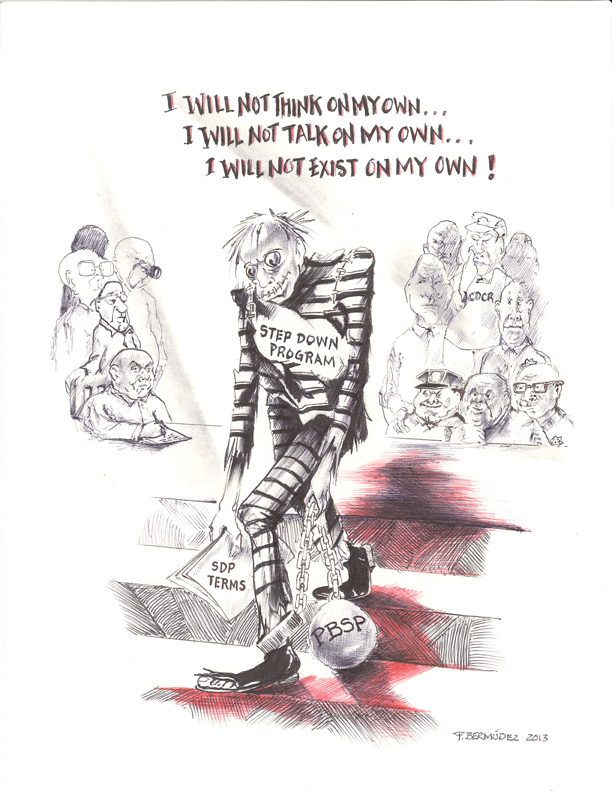 I WILL NOT THINK ON MY OWN...
I WILL NOT TALK ON MY OWN...
I WILL NOT EXIST ON MY OWN!
CDCR
STEP DOWN
PROGRAM
SDP
TERMS
PBSP
F. BERMÚDEZ 2013